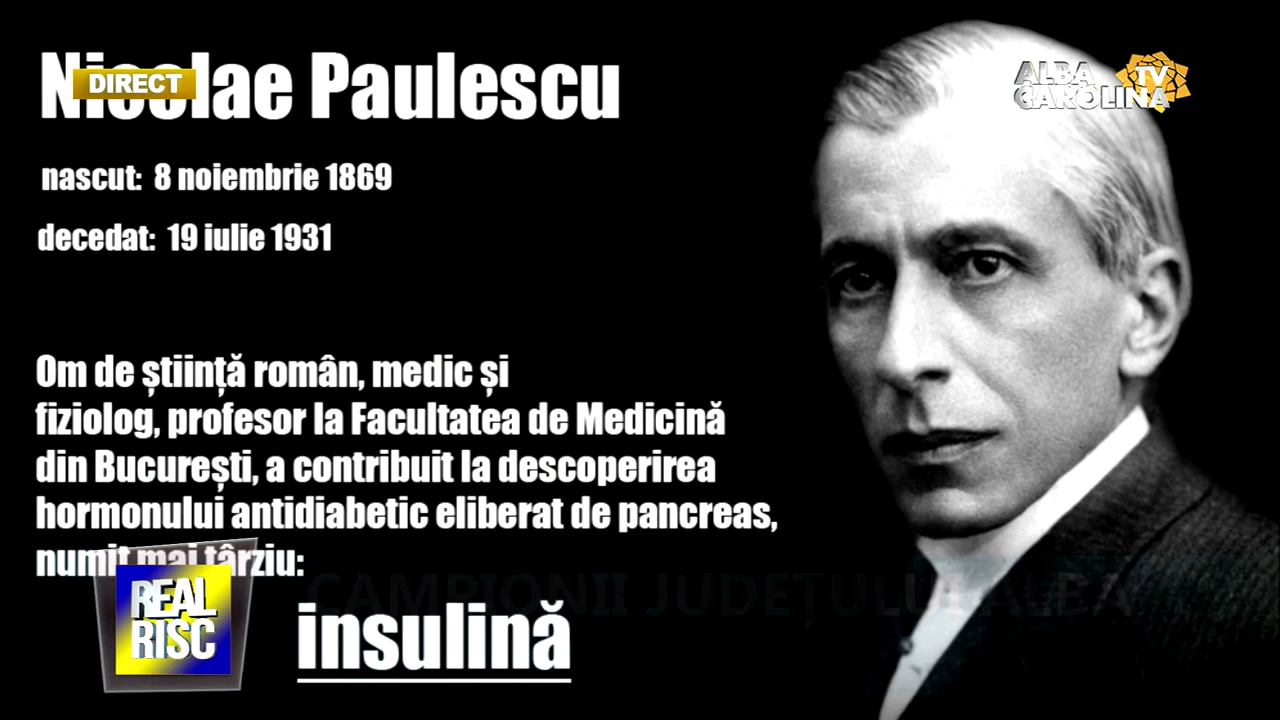 Nicolae Paulescu
DIRECT
ALBA
CAROLINA
TV
nascut: 8 noiembrie 1869
decedat: 19 iulie 1931
Om de știință român, medic și
fiziolog, profesor la Facultatea de Medicină
din București, a contribuit la descoperirea
hormonului antidiabetic eliberat de pancreas,
numit mai târziu:
CAMPIONII JUDEȚULUI ALBA
REAL
RISC
insulină